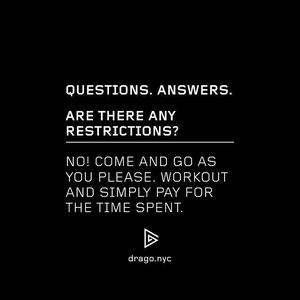 QUESTIONS. ANSWERS.
ARE THERE ANY
RESTRICTIONS?
NO! COME AND GO AS
YOU PLEASE. WORKOUT
AND SIMPLY PAY FOR
THE TIME SPENT.
drago.nyc